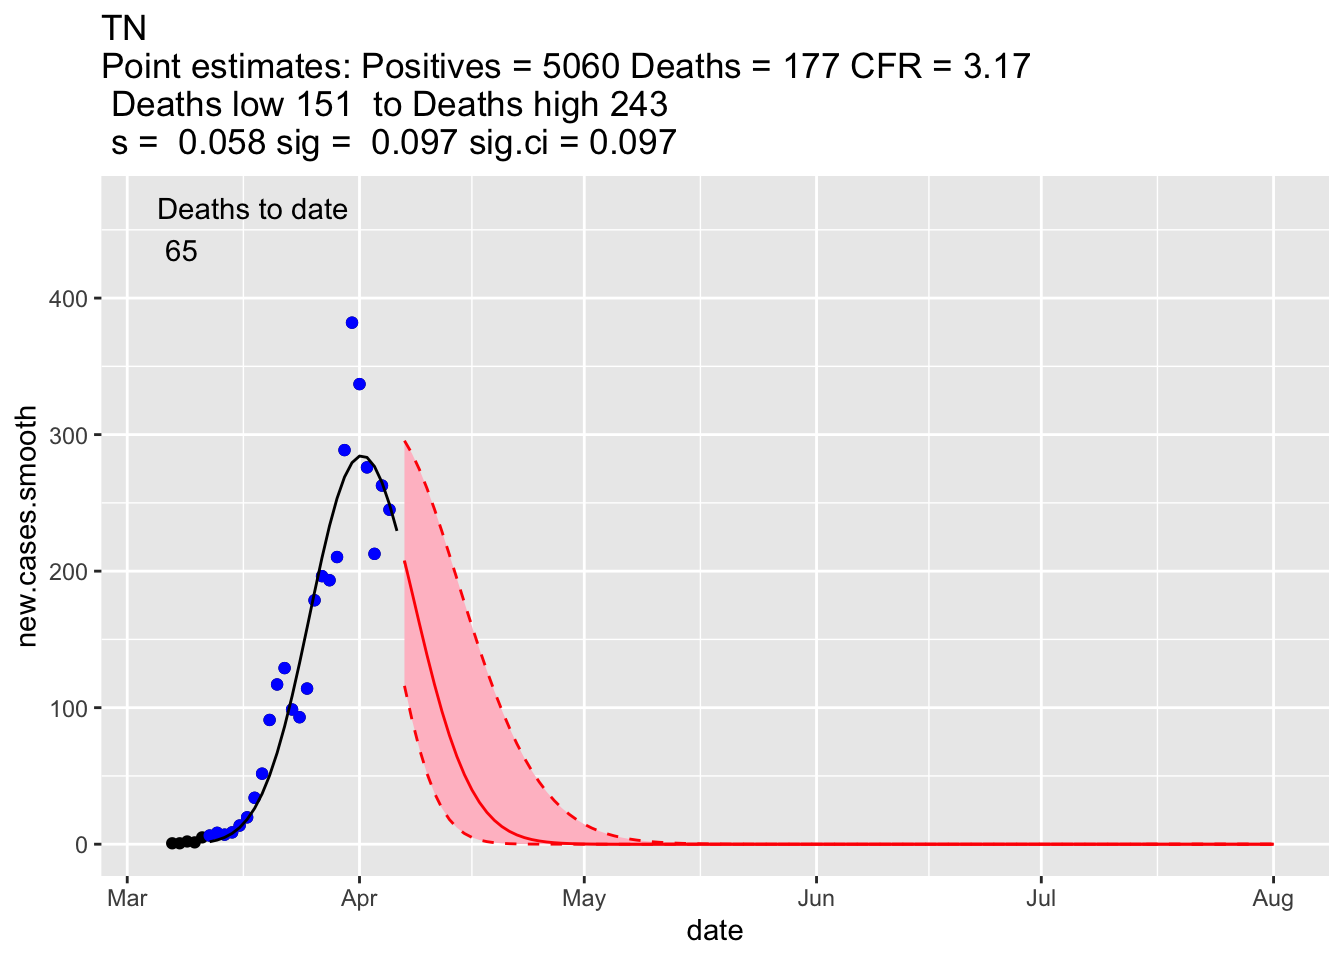 TN
Point estimates: Positives = 5060 Deaths = 177 CFR = 3.17
Deaths low 151  to Deaths high 243
s =  0.058 sig =  0.097 sig.ci = 0.097
Deaths to date
65
400
300
200
100
0
new.cases.smooth
Mar
Apr
May
Jun
Jul
Aug
date